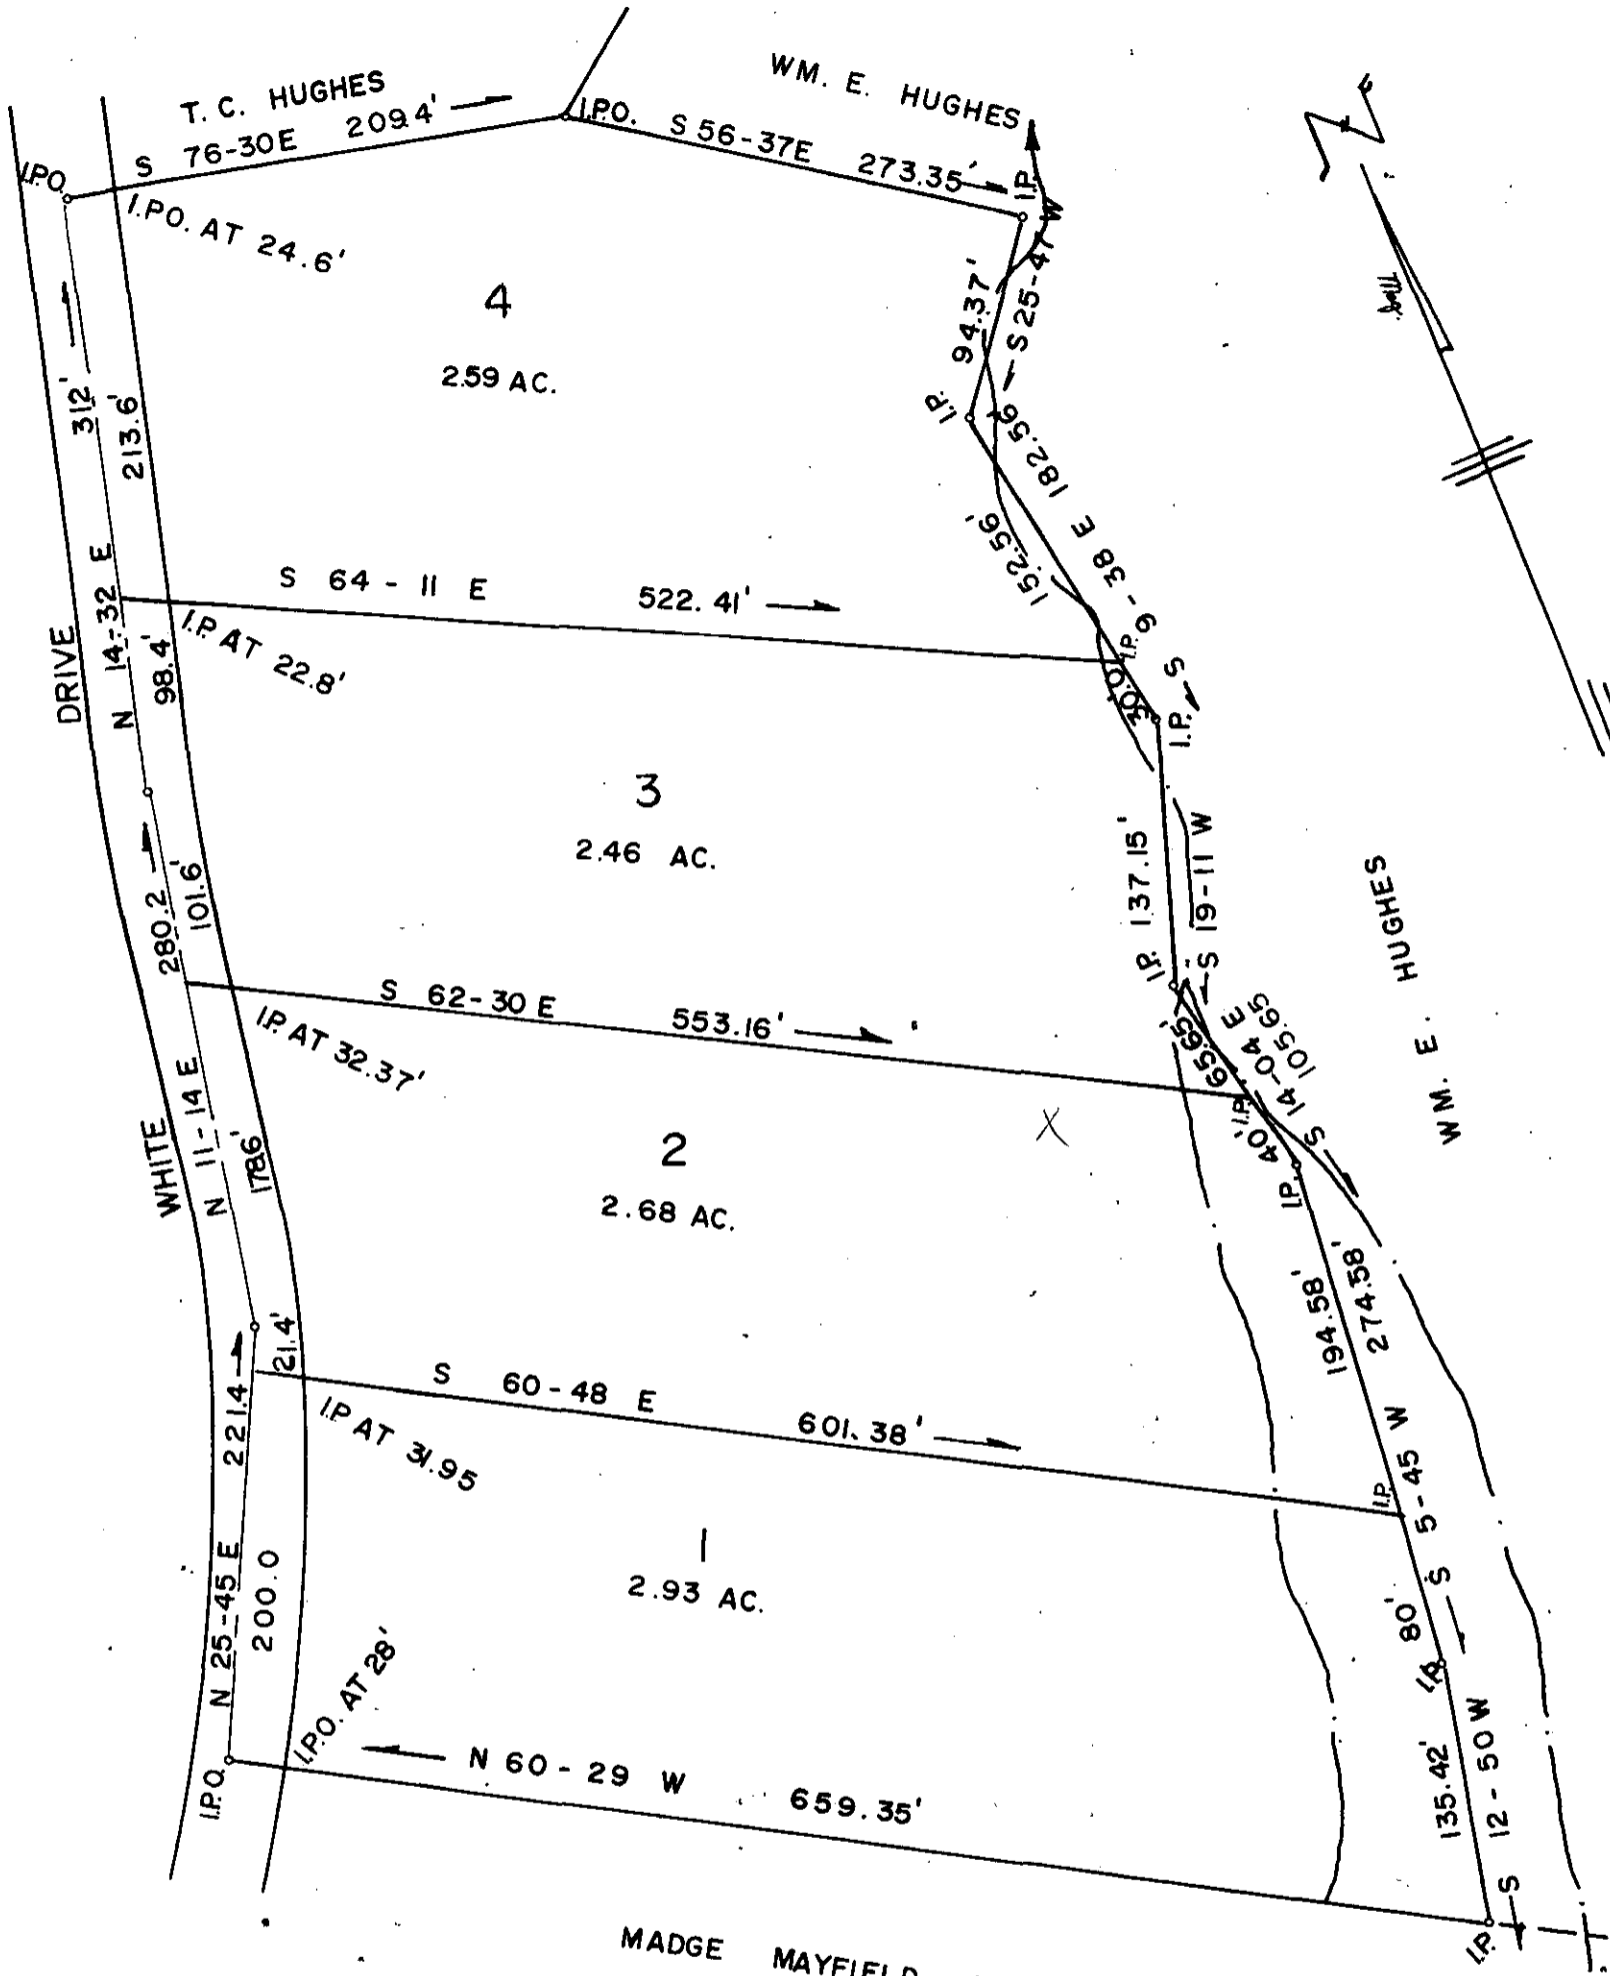 WM. E. HUGHES
T. C. HUGHES
S 76-30E 209.4'
I.P.O.
I.P.O.
S 56-37E 273.35'
I.P.
I.P.O. AT 24.6'
Mag.
4
2.59 AC.
94.37'
S 25-47 W
I.P.
S 9-38 E 182.56'
152.56'
312'
213.6'
N 14-32 E
S 64-11 E 522.41'
I.P. AT 22.8'
98.4'
I.P.
30.0'
I.P.
DRIVE
3
2.46 AC.
137.15'
S 19-11 W
280.2
101.6'
I.P.
S 62-30 E 553.16'
I.P. AT 32.37'
65.65'
S 14-04 E
105.65
WM. E. HUGHES
N 11-14 E
178.6'
WHITE
2
2.68 AC.
X
I.P.
40'
I.P.
194.58'
274.58'
21.4'
221.4
S 60-48 E 601.38'
I.P. AT 31.95
I.P.
S 5-45 W
1
2.93 AC.
N 25-45 E
200.0
80'
I.P.
I.P.O. AT 28'
I.P.O.
N 60-29 W 659.35'
135.42'
S 12-50 W
I.P.
MADGE MAYFIELD